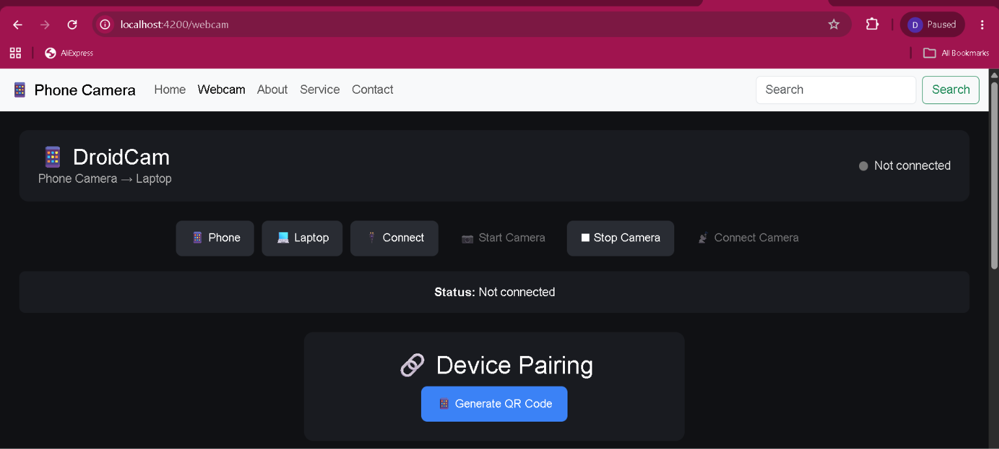 localhost:4200/webcam
D Paused
AliExpress
All Bookmarks
Phone Camera Home Webcam About Service Contact Search Search
DroidCam
Phone Camera → Laptop
Not connected
Phone Laptop Connect Start Camera Stop Camera Connect Camera
Status: Not connected
Device Pairing
Generate QR Code